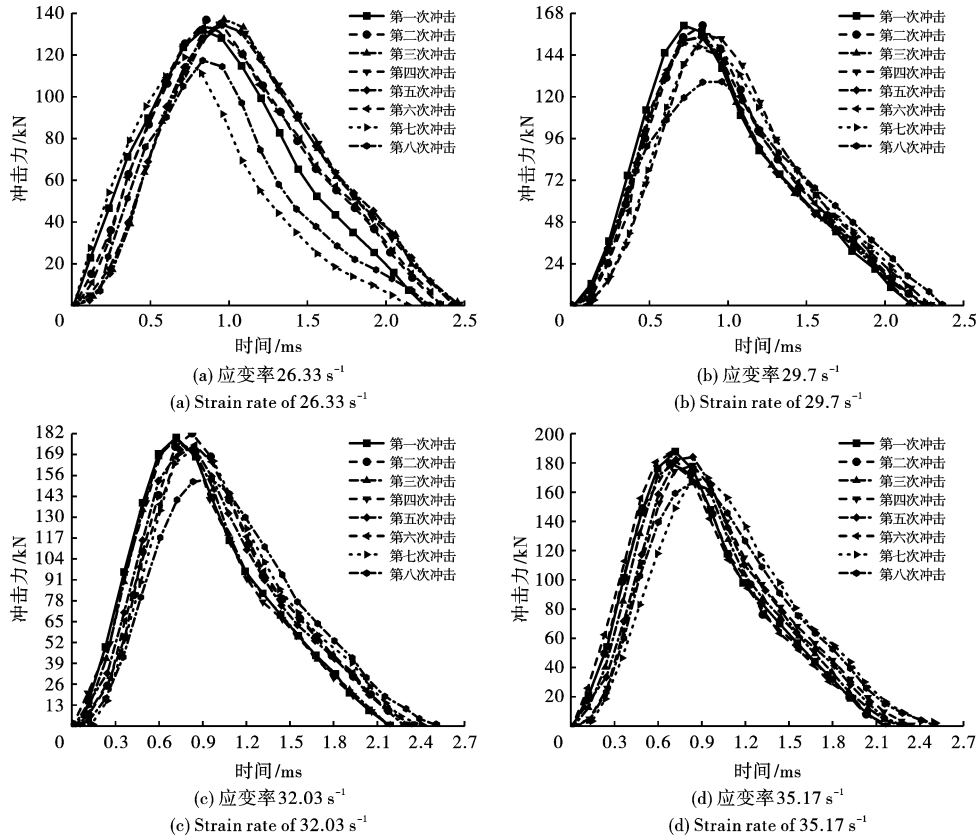 140
120
100
80
60
40
20
0
0.5
1.0
1.5
2.0
2.5
冲击力/kN
时间/ms
第一次冲击
第二次冲击
第三次冲击
第四次冲击
第五次冲击
第六次冲击
第七次冲击
第八次冲击
(a) 应变率26.33 s⁻¹
(a) Strain rate of 26.33 s⁻¹
168
144
120
96
72
48
24
0
0.5
1.0
1.5
2.0
2.5
冲击力/kN
时间/ms
第一次冲击
第二次冲击
第三次冲击
第四次冲击
第五次冲击
第六次冲击
第七次冲击
第八次冲击
(b) 应变率29.7 s⁻¹
(b) Strain rate of 29.7 s⁻¹
182
169
156
143
130
117
104
91
78
65
52
39
26
13
0
0.3
0.6
0.9
1.2
1.5
1.8
2.1
2.4
2.7
冲击力/kN
时间/ms
第一次冲击
第二次冲击
第三次冲击
第四次冲击
第五次冲击
第六次冲击
第七次冲击
第八次冲击
(c) 应变率32.03 s⁻¹
(c) Strain rate of 32.03 s⁻¹
200
180
160
140
120
100
80
60
40
20
0
0.3
0.6
0.9
1.2
1.5
1.8
2.1
2.4
2.7
冲击力/kN
时间/ms
第一次冲击
第二次冲击
第三次冲击
第四次冲击
第五次冲击
第六次冲击
第七次冲击
第八次冲击
(d) 应变率35.17 s⁻¹
(d) Strain rate of 35.17 s⁻¹